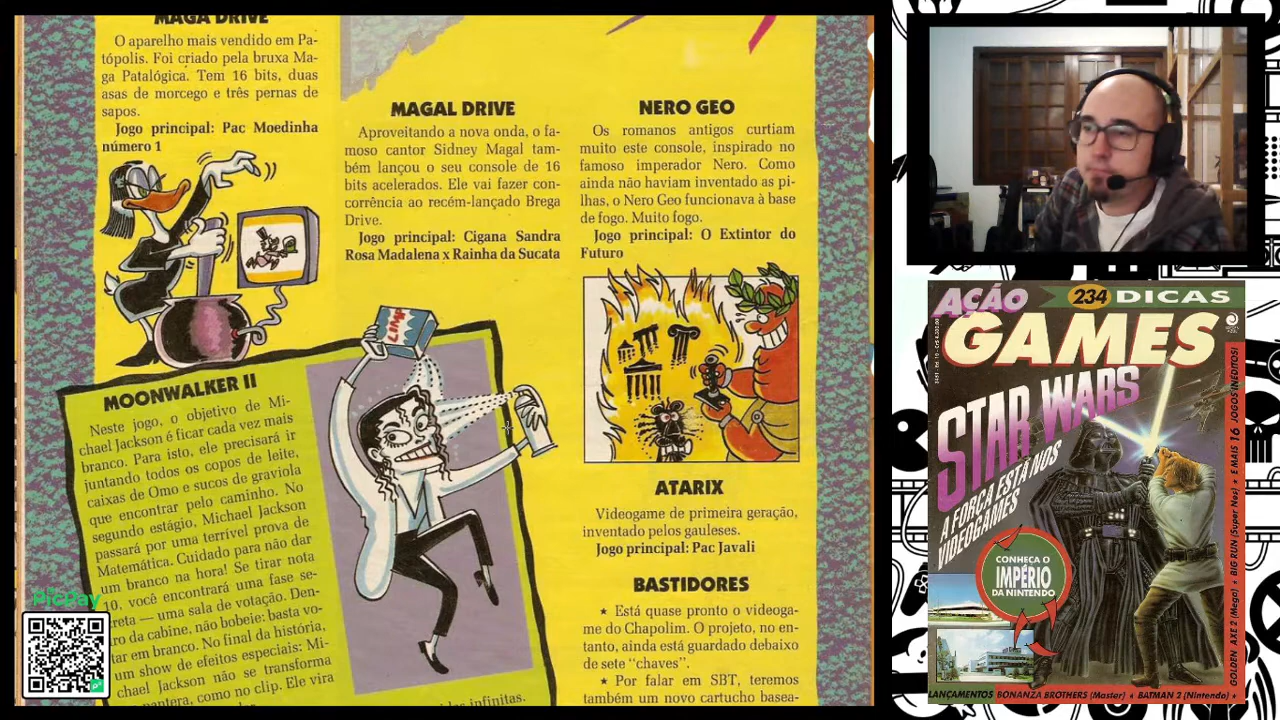 MAGA DRIVE
O aparelho mais vendido em Pa-
tópolis. Foi criado pela bruxa Ma-
ga Patalógica. Tem 16 bits, duas
asas de morcego e três pernas de
sapos.
Jogo principal: Pac Moedinha
número 1
MAGAL DRIVE
Aproveitando a nova onda, o fa-
moso cantor Sidney Magal tam-
bém lançou o seu console de 16
bits acelerados. Ele vai fazer con-
corrência ao recém-lançado Brega
Drive.
Jogo principal: Cigana Sandra
Rosa Madalena x Rainha da Sucata
NERO GEO
Os romanos antigos curtiam
muito este console, inspirado no
famoso imperador Nero. Como
ainda não haviam inventado as pi-
lhas, o Nero Geo funcionava à base
de fogo. Muito fogo.
Jogo principal: O Extintor do
Futuro
LIMP
MOONWALKER II
Neste jogo, o objetivo de Mi-
chael Jackson é ficar cada vez mais
branco. Para isto, ele precisará ir
juntando todos os copos de leite,
caixas de Omo e sucos de graviola
que encontrar pelo caminho. No
segundo estágio, Michael Jackson
passará por uma terrível prova de
Matemática. Cuidado para não dar
um branco na hora! Se tirar nota
10, você encontrará uma fase se-
reta — uma sala de votação. Den-
ro da cabine, não bebeie: basta vo-
tar em branco. No final da história,
um show de efeitos especiais: Mi-
chael Jackson não se transforma
pantera, como no clip. Ele vira
infinitas.
ATARIX
Videogame de primeira geração,
inventado pelos gauleses.
Jogo principal: Pac Javali
BASTIDORES
★ Está quase pronto o videoga-
me do Chapolim. O projeto, no en-
tanto, ainda está guardado debaixo
de sete "chaves".
★ Por falar em SBT, teremos
também um novo cartucho basea-
PicPay
AÇÃO
234 DICAS
GAMES
STAR WARS
A FORÇA ESTÁ NOS
VIDEOGAMES
CONHEÇA O
IMPÉRIO
DA NINTENDO
GOLDEN AXE 2 (Mega) ♦ BIG RUN (Super Nes) ♦ E MAIS 16 JOGOS INÉDITOS!
LANÇAMENTOS BONANZA BROTHERS (Master) ♦ BATMAN 2 (Nintendo) ♦